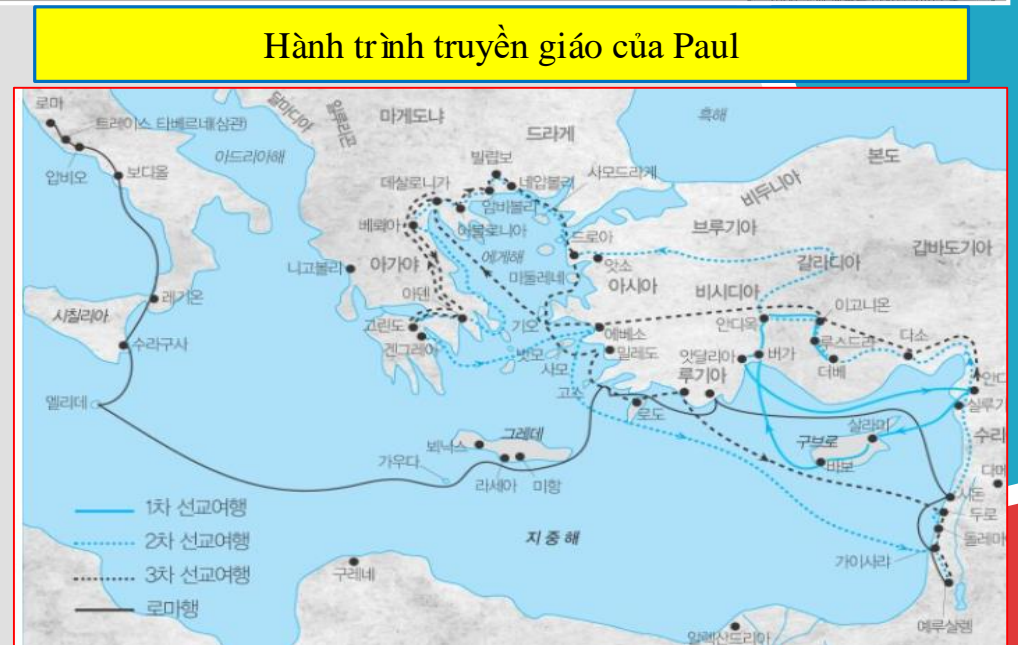 Hành trình truyền giáo của Paul
로마
트레이스 타베르네(삼관)
압비오
보디올
아드리아해
달마디아
일루리곤
마게도냐
드라게
흑해
본도
비두니아
빌립보
네압볼리
사모드라게
데살로니가
암비볼리
아볼로니아
베뢰아
드로아
앗소
브루기아
갈라디아
갑바도기아
에게해
니고볼리
아가야
마둘레네
아시아
비시디아
이고니온
아덴
레기온
시칠리아
수라구사
고린도
겐그레아
기오
에베소
안디옥
루스드라
다소
밧모
밀레도
사모
앗달리아
버가
더베
루기아
안디
실루기
멜리데
고스
로도
살라미
수리
뵈닉스
그레데
구브로
바보
다메
가우다
라세아
미항
시돈
두로
돌레마
1차 선교여행
2차 선교여행
지중해
가이사랴
3차 선교여행
구레네
로마행
예루살렘
알렉산드리아